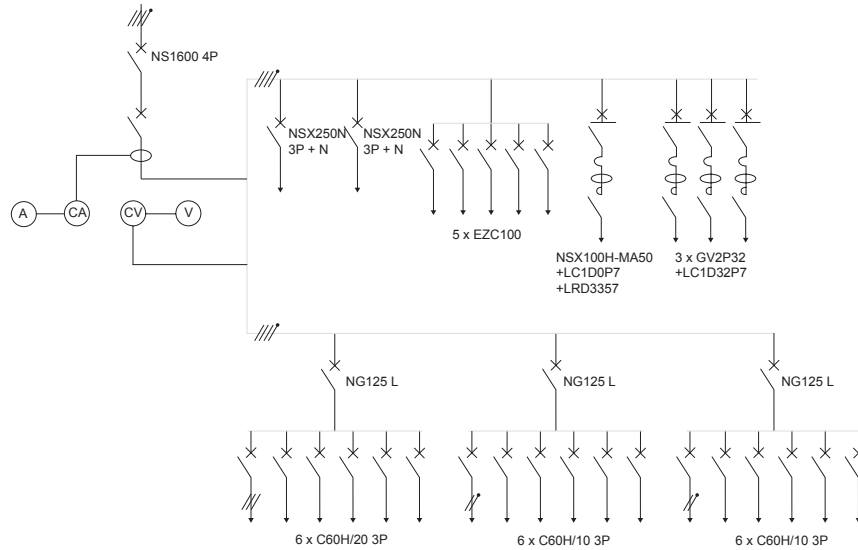 NS1600 4P
NSX250N
3P + N
NSX250N
3P + N
A
CA
CV
V
5 x EZC100
NSX100H-MA50
+LC1D0P7
+LRD3357
3 x GV2P32
+LC1D32P7
NG125 L
NG125 L
NG125 L
6 x C60H/20 3P
6 x C60H/10 3P
6 x C60H/10 3P